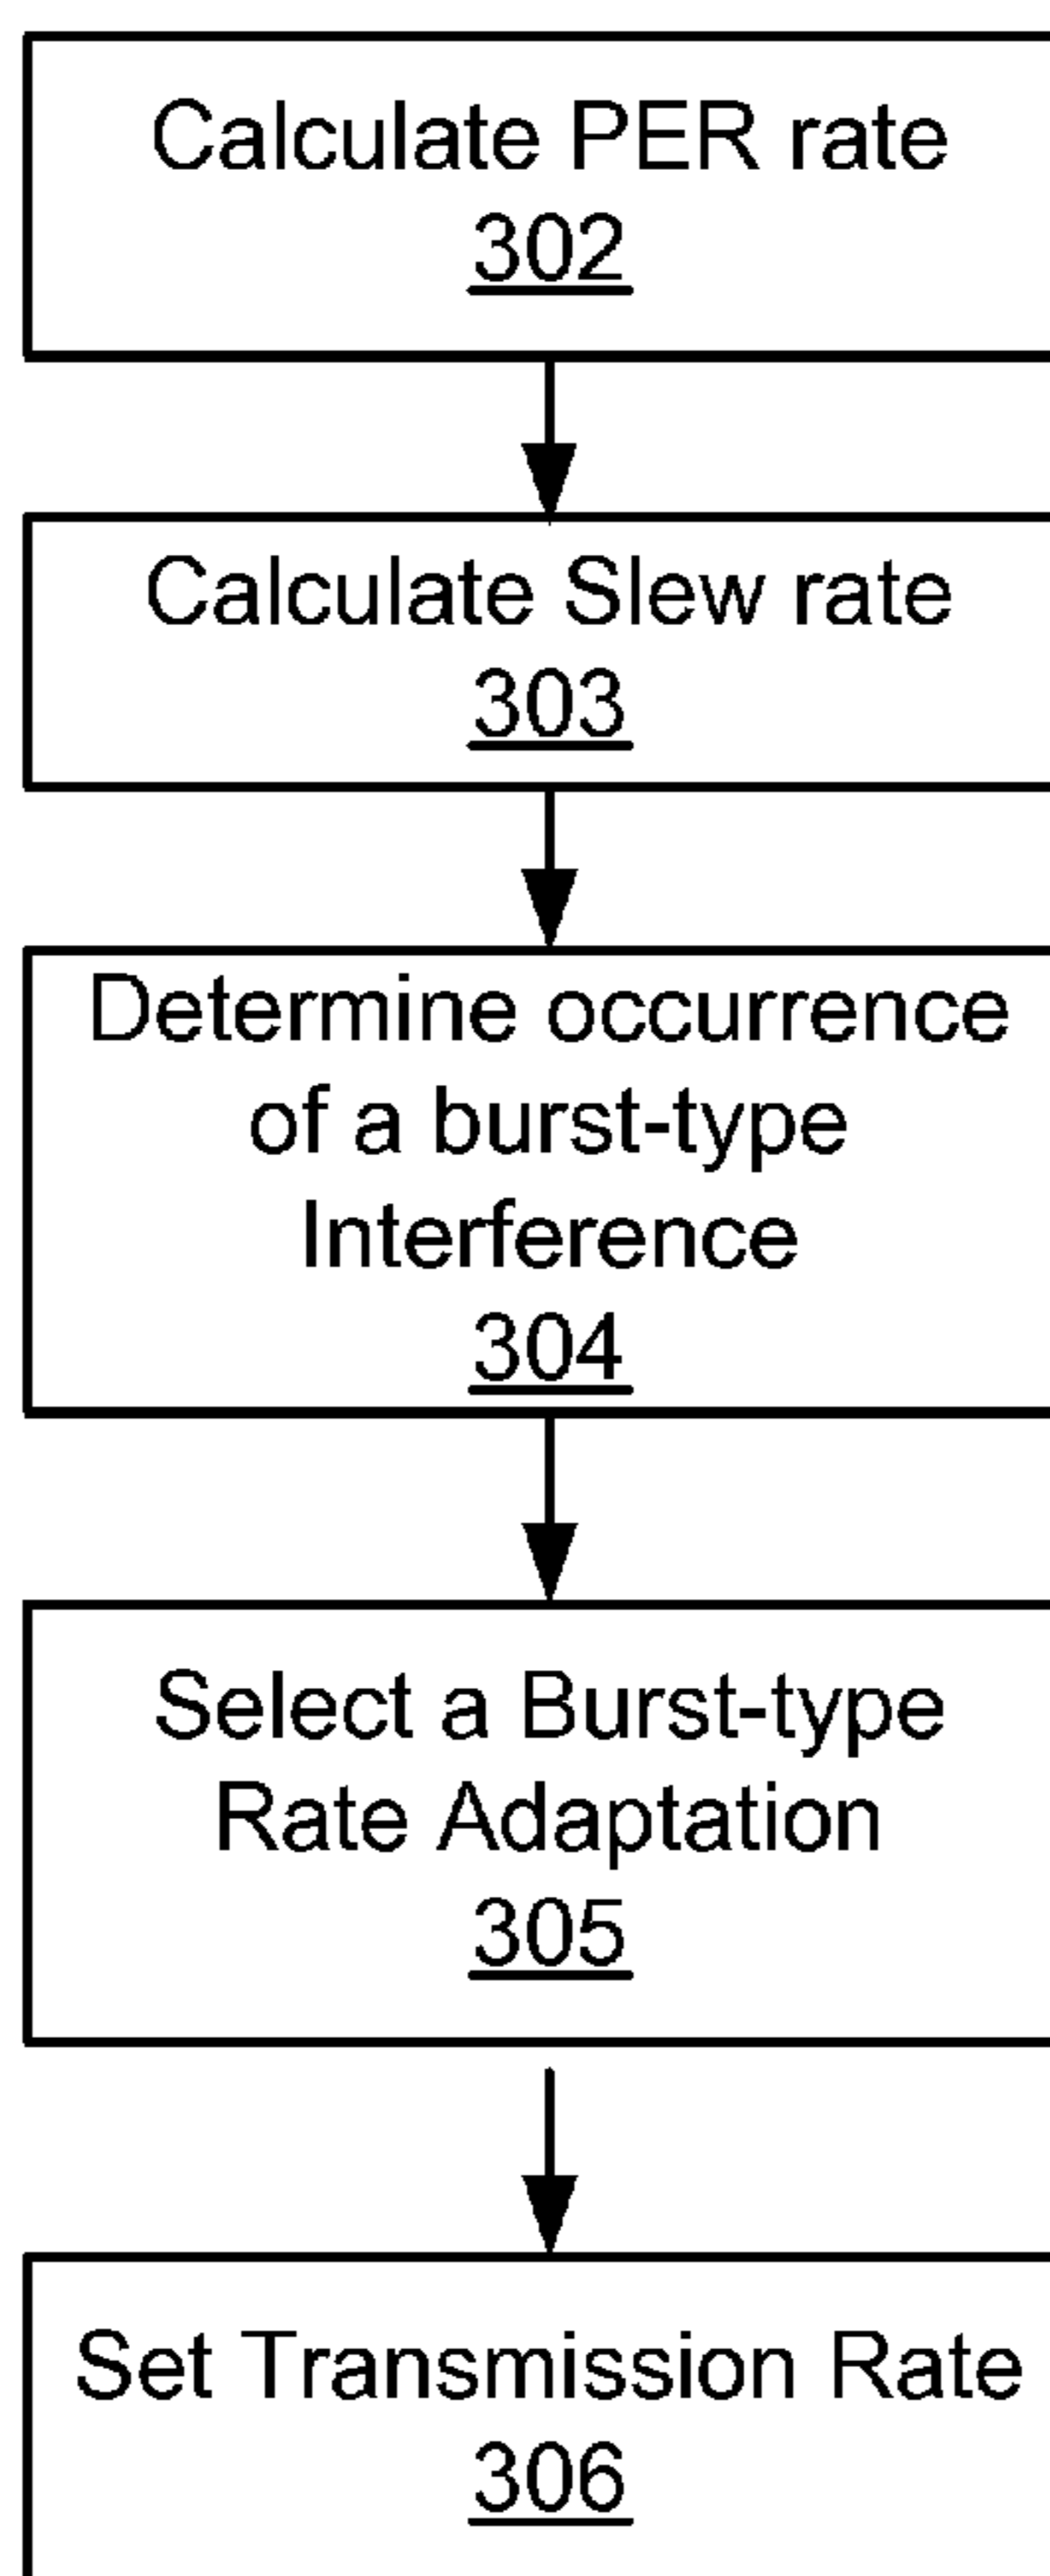 Calculate PER rate
302
Calculate Slew rate
303
Determine occurrence
of a burst-type
Interference
304
Select a Burst-type
Rate Adaptation
305
Set Transmission Rate
306